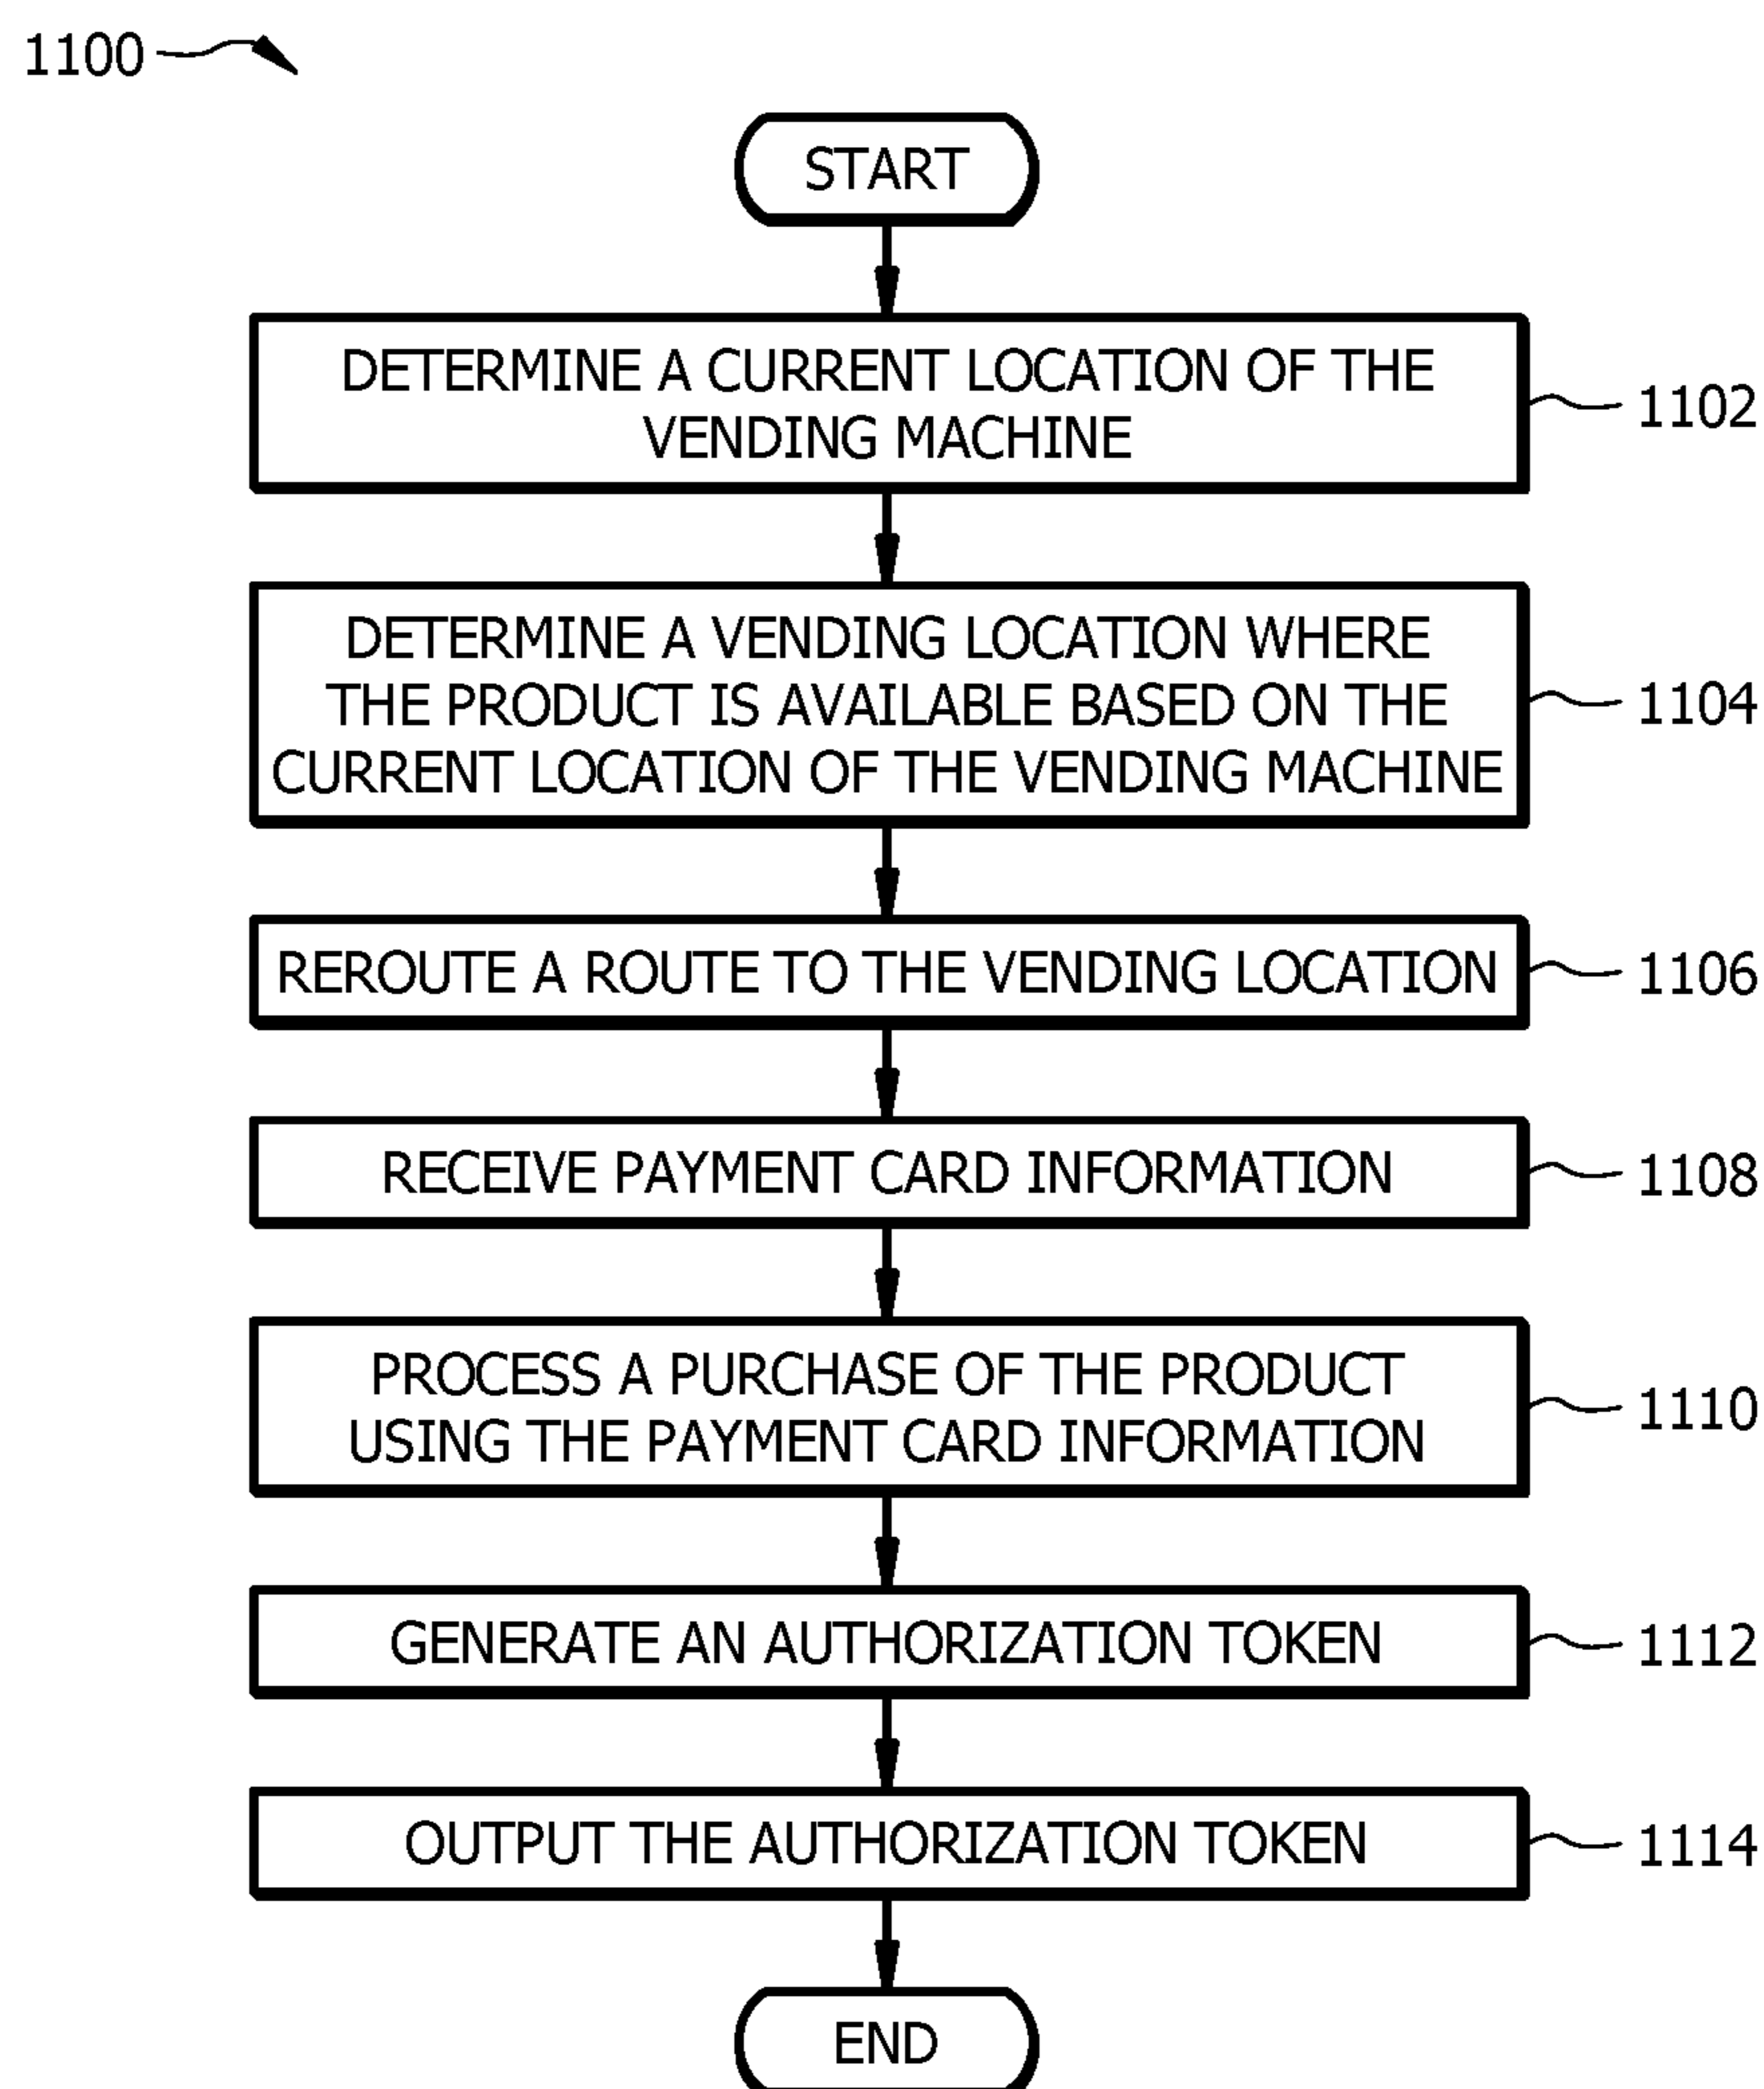 1100
START
DETERMINE A CURRENT LOCATION OF THE
VENDING MACHINE
1102
DETERMINE A VENDING LOCATION WHERE
THE PRODUCT IS AVAILABLE BASED ON THE
CURRENT LOCATION OF THE VENDING MACHINE
1104
REROUTE A ROUTE TO THE VENDING LOCATION
1106
RECEIVE PAYMENT CARD INFORMATION
1108
PROCESS A PURCHASE OF THE PRODUCT
USING THE PAYMENT CARD INFORMATION
1110
GENERATE AN AUTHORIZATION TOKEN
1112
OUTPUT THE AUTHORIZATION TOKEN
1114
END